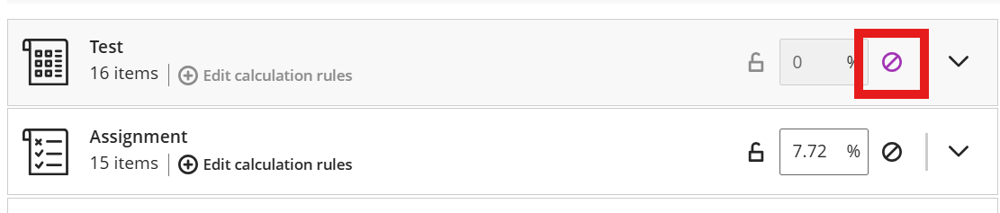 Test
16 items Edit calculation rules
0 %
Assignment
15 items Edit calculation rules
7.72 %